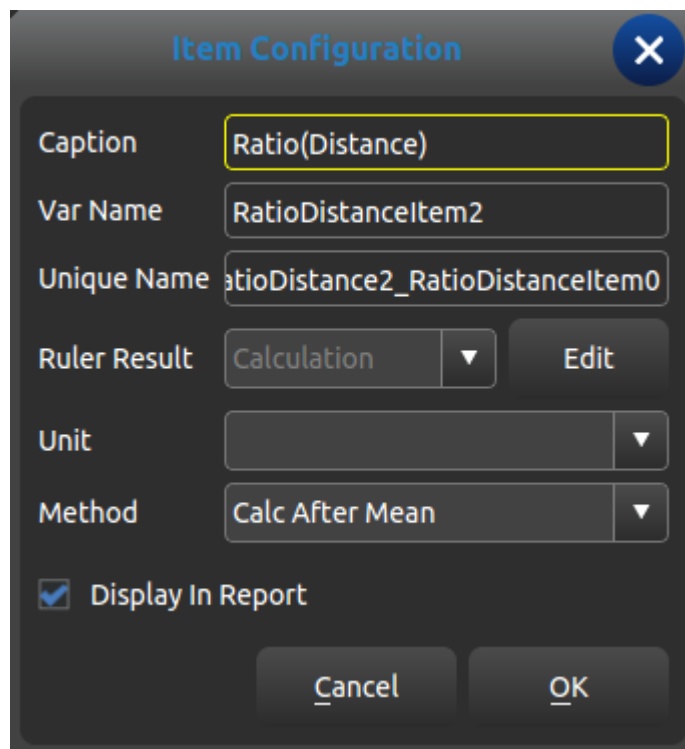 Item Configuration
Caption Ratio(Distance)
Var Name RatioDistanceItem2
Unique Name atioDistance2_RatioDistanceItem0
Ruler Result Calculation Edit
Unit
Method Calc After Mean
Display In Report
Cancel OK